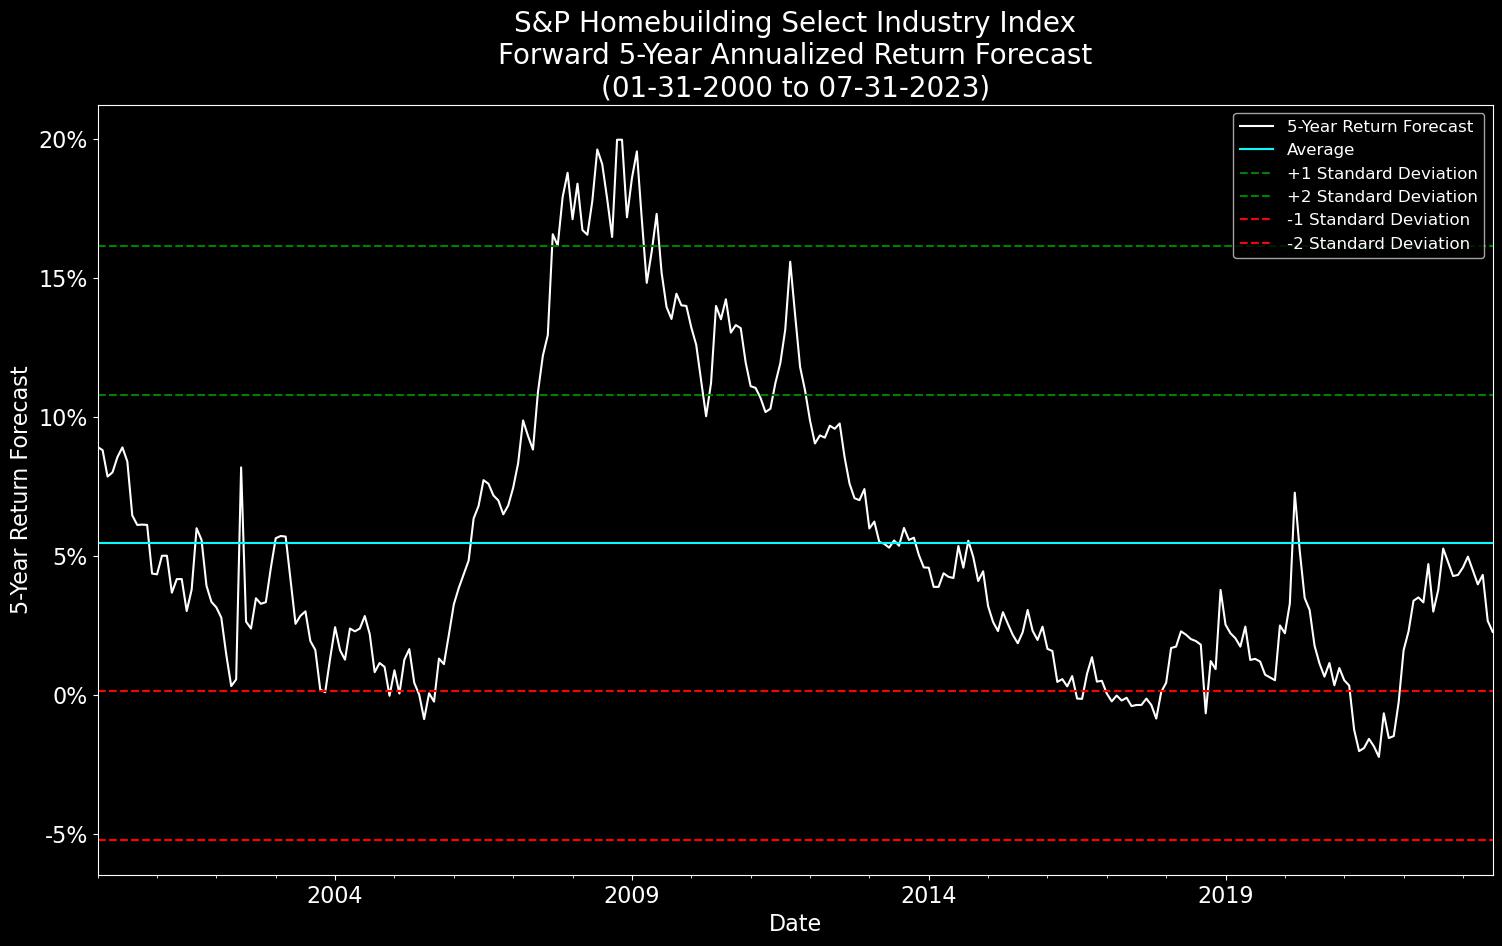 S&P Homebuilding Select Industry Index
Forward 5-Year Annualized Return Forecast
(01-31-2000 to 07-31-2023)
5-Year Return Forecast
Average
+1 Standard Deviation
+2 Standard Deviation
-1 Standard Deviation
-2 Standard Deviation
20%
15%
10%
5%
0%
-5%
5-Year Return Forecast
2004
2009
2014
2019
Date